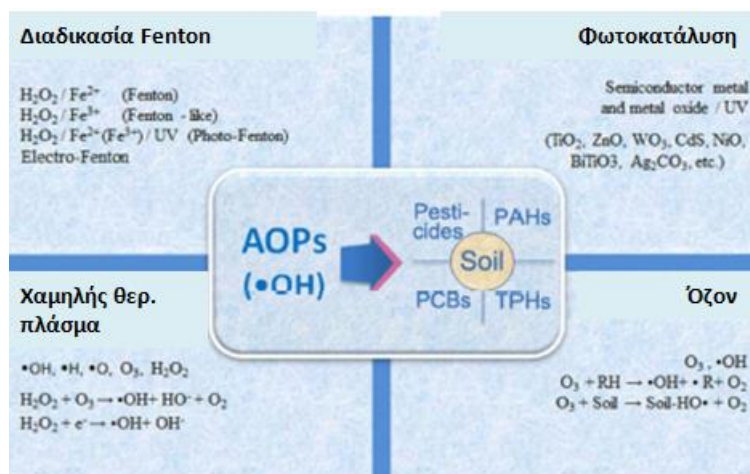 Διαδικασία Fenton
H₂O₂ / Fe²⁺ (Fenton)
H₂O₂ / Fe³⁺ (Fenton - like)
H₂O₂ / Fe²⁺ (Fe³⁺) / UV (Photo-Fenton)
Electro-Fenton
Φωτοκατάλυση
Semiconductor metal
and metal oxide / UV
(TiO₂, ZnO, WO₃, CdS, NiO,
BiTiO3, Ag₂CO₃, etc.)
AOPs
(•OH)
Pesti-
cides
PAHs
Soil
PCBs
TPHs
Χαμηλής θερ.
πλάσμα
•OH, •H, •O, O₃, H₂O₂
H₂O₂ + O₃ → •OH+ HO⁻ + O₂
H₂O₂ + e⁻ → •OH+ OH⁻
Όζον
O₃ , •OH
O₃ + RH → •OH+ • R+ O₂
O₃ + Soil → Soil-HO• + O₂